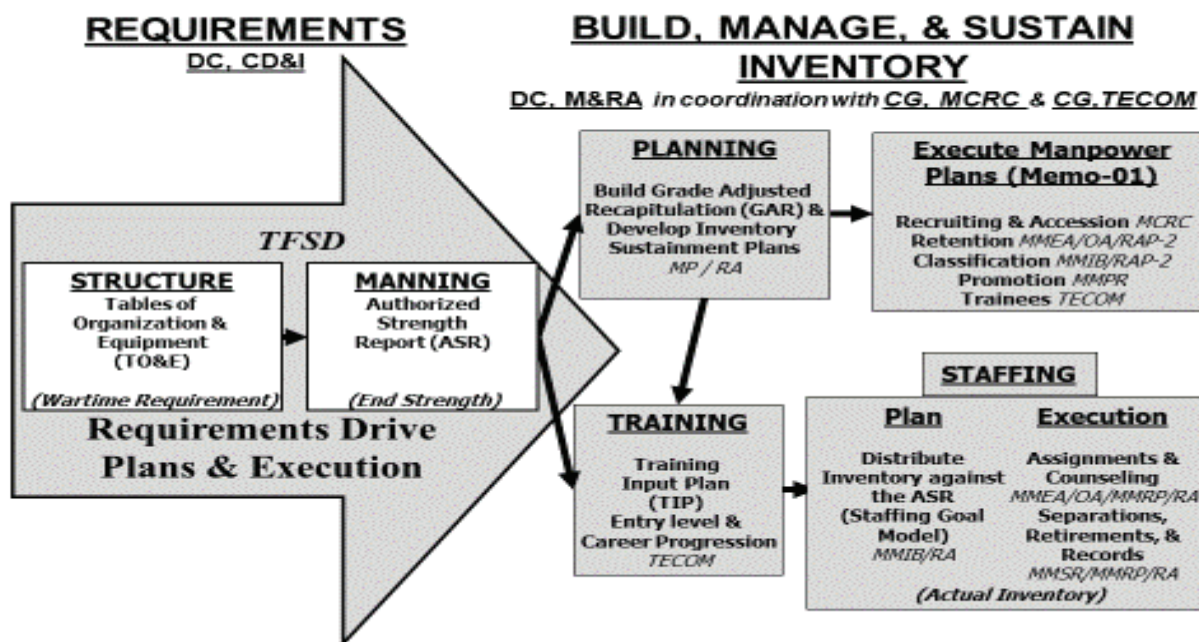 REQUIREMENTS
DC, CD&I
TFSD
STRUCTURE
Tables of
Organization &
Equipment
(TO&E)
(Wartime Requirement)
MANNING
Authorized
Strength
Report (ASR)
(End Strength)
Requirements Drive
Plans & Execution
BUILD, MANAGE, & SUSTAIN
INVENTORY
DC, M&RA in coordination with CG, MCRC & CG,TECOM
PLANNING
Build Grade Adjusted
Recapitulation (GAR) &
Develop Inventory
Sustainment Plans
MP / RA
Execute Manpower
Plans (Memo-01)
Recruiting & Accession MCRC
Retention MMEA/OA/RAP-2
Classification MMIB/RAP-2
Promotion MMPR
Trainees TECOM
TRAINING
Training
Input Plan
(TIP)
Entry level &
Career Progression
TECOM
STAFFING
Plan
Distribute
Inventory against
the ASR
(Staffing Goal
Model)
MMIB/RA
Execution
Assignments &
Counseling
MMEA/OA/MMRP/RA
Separations,
Retirements, &
Records
MMSR/MMRP/RA
(Actual Inventory)